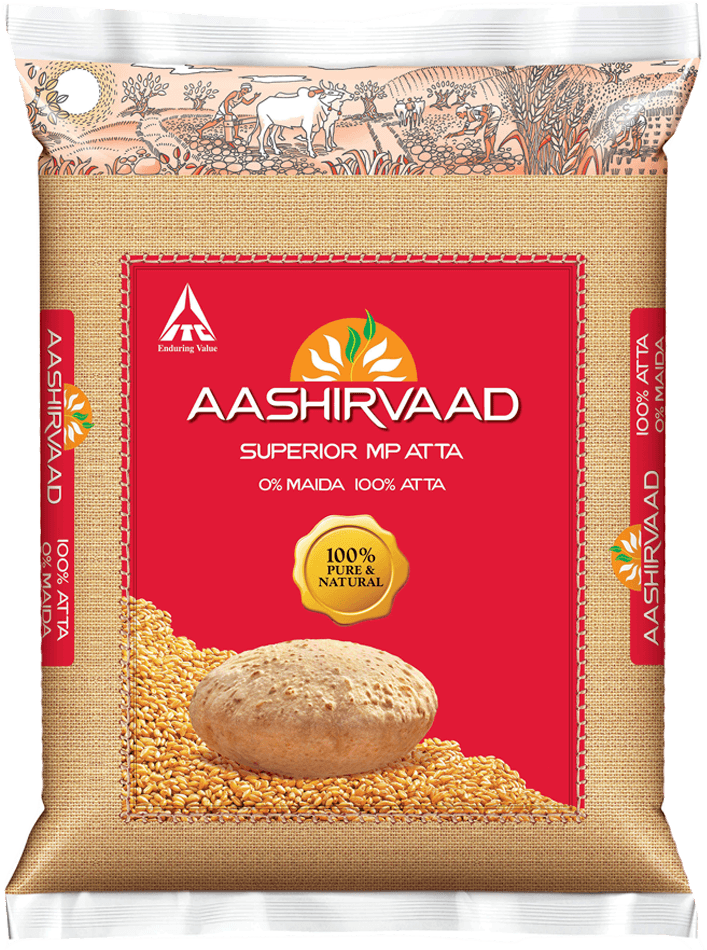 ITC
Enduring Value
AASHIRVAAD
SUPERIOR MP ATTA
0% MAIDA 100% ATTA
100%
PURE &
NATURAL
AASHIRVAAD
100% ATTA
0% MAIDA
100% ATTA
0% MAIDA
AASHIRVAAD